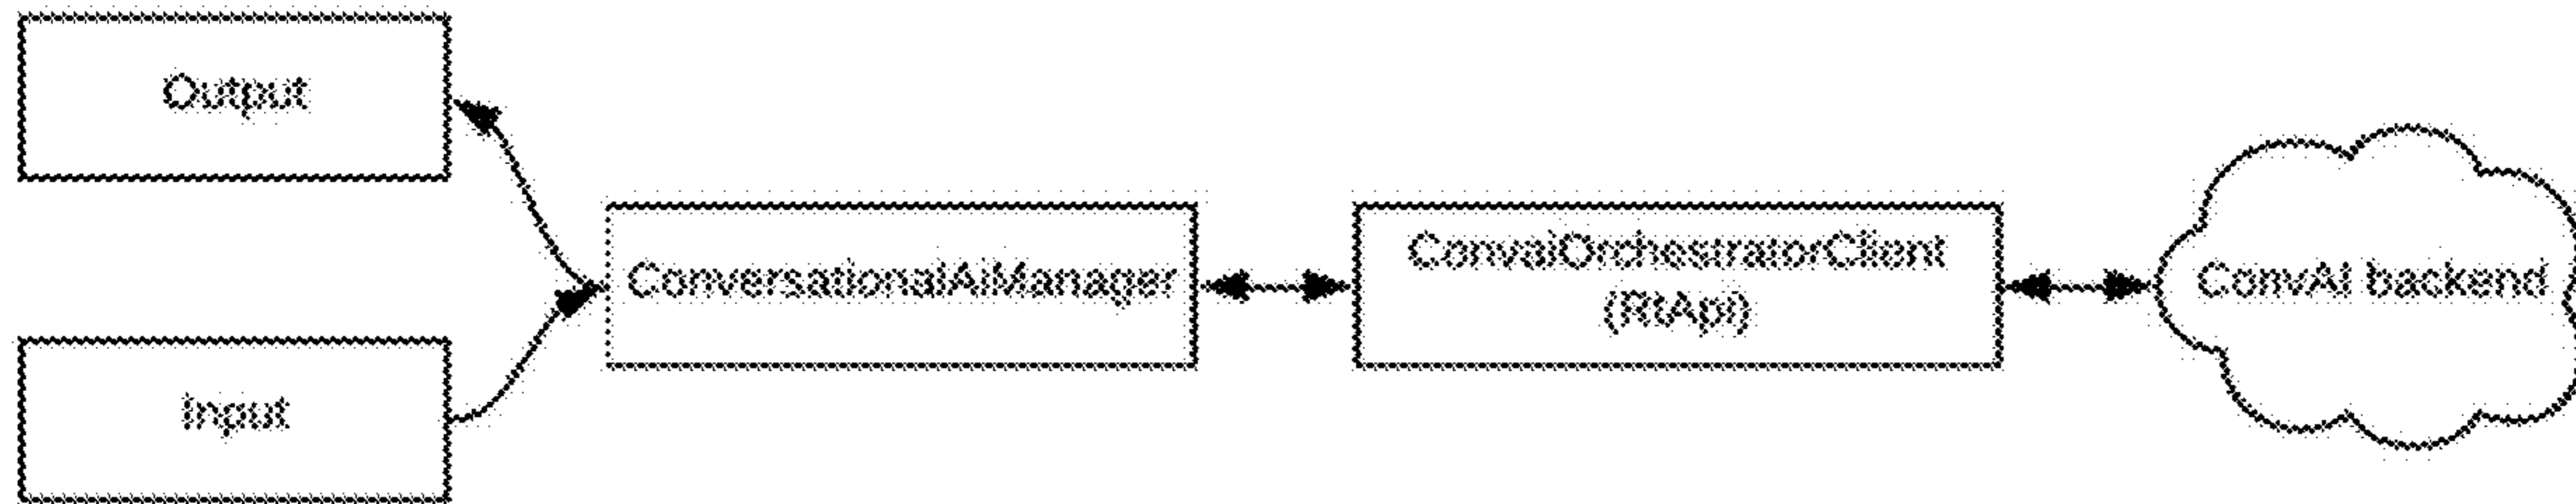 Output
ConversationalAiManager
ConvaiOrchestratorClient
(RtApi)
ConvAI backend
Input